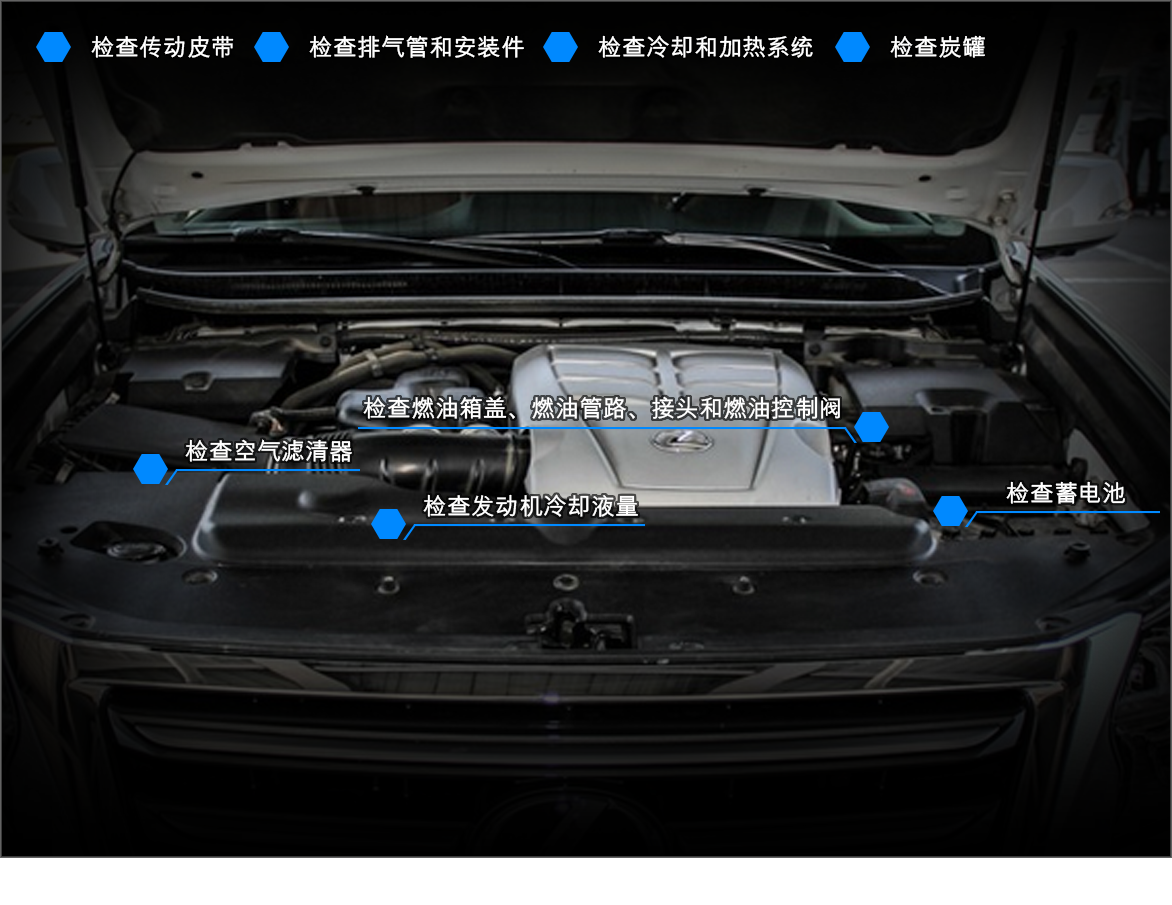 检查传动皮带 检查排气管和安装件 检查冷却和加热系统 检查炭罐
检查燃油箱盖、燃油管路、接头和燃油控制阀
检查空气滤清器
检查蓄电池
检查发动机冷却液量